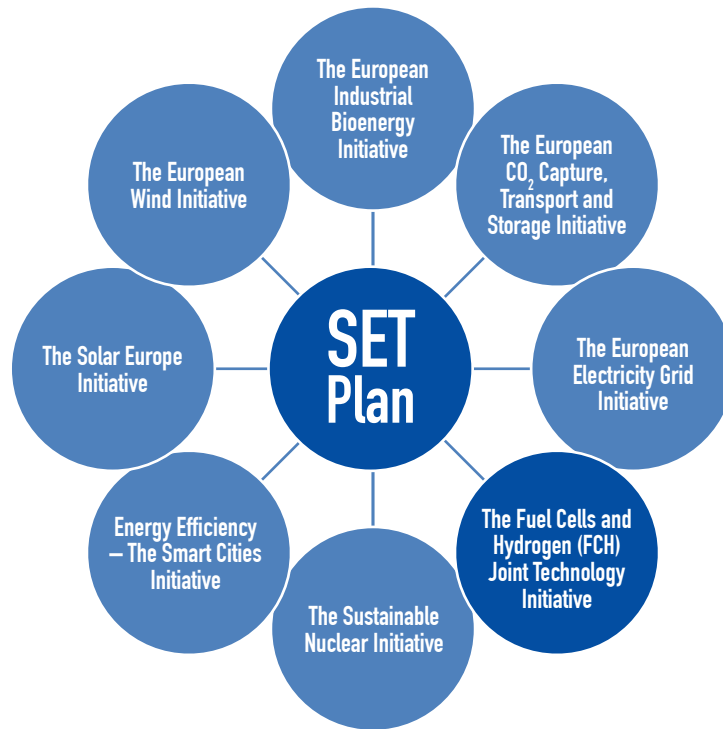 The European
Industrial
Bioenergy
Initiative
The European
CO₂ Capture,
Transport and
Storage Initiative
The European
Electricity Grid
Initiative
The Fuel Cells and
Hydrogen (FCH)
Joint Technology
Initiative
The Sustainable
Nuclear Initiative
Energy Efficiency
– The Smart Cities
Initiative
The Solar Europe
Initiative
The European
Wind Initiative
SET
Plan